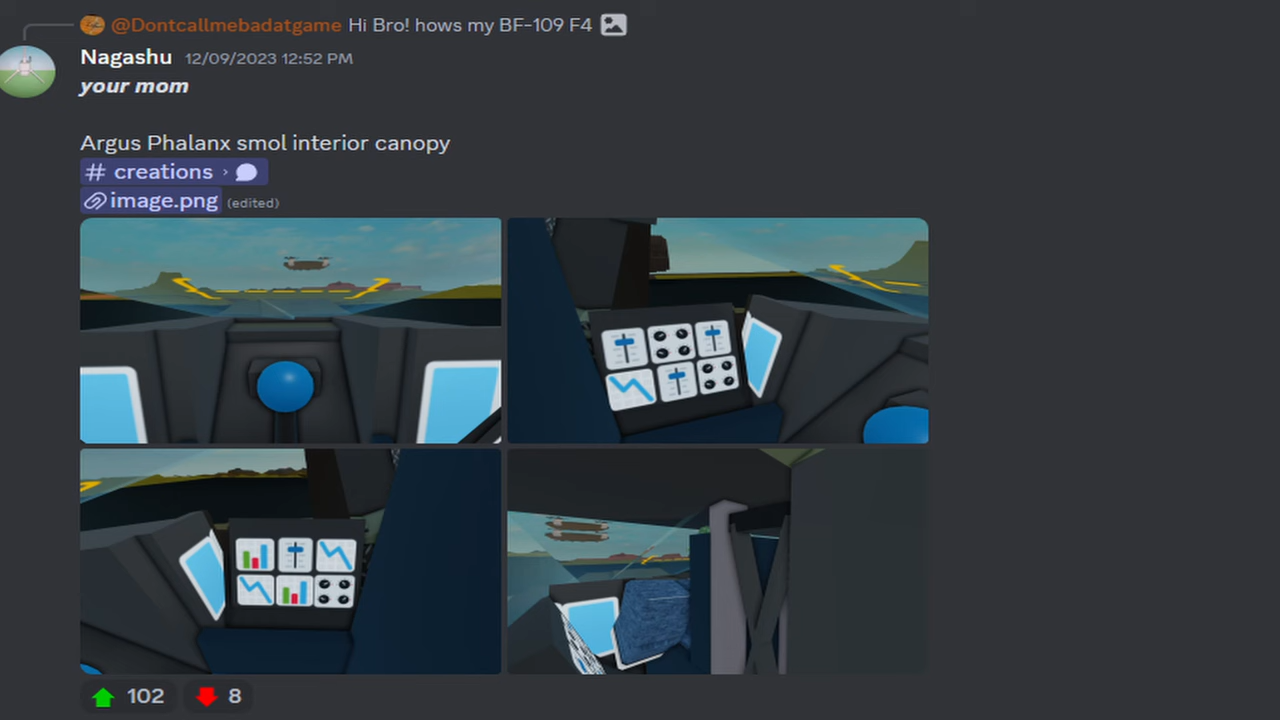 @Dontcallmebadatgame Hi Bro! hows my BF-109 F4
Nagashu 12/09/2023 12:52 PM
your mom
Argus Phalanx smol interior canopy
# creations ›
image.png (edited)
102 8